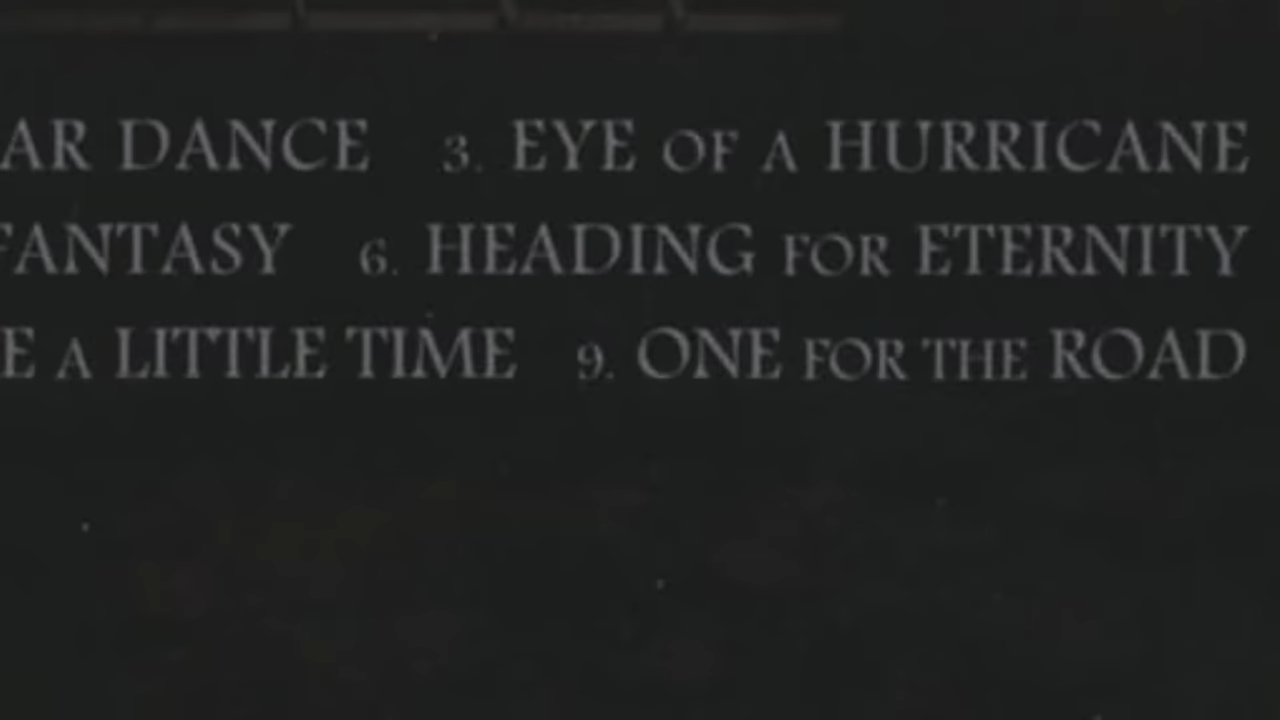 AR DANCE 3. EYE OF A HURRICANE
FANTASY 6. HEADING FOR ETERNITY
E A LITTLE TIME 9. ONE FOR THE ROAD